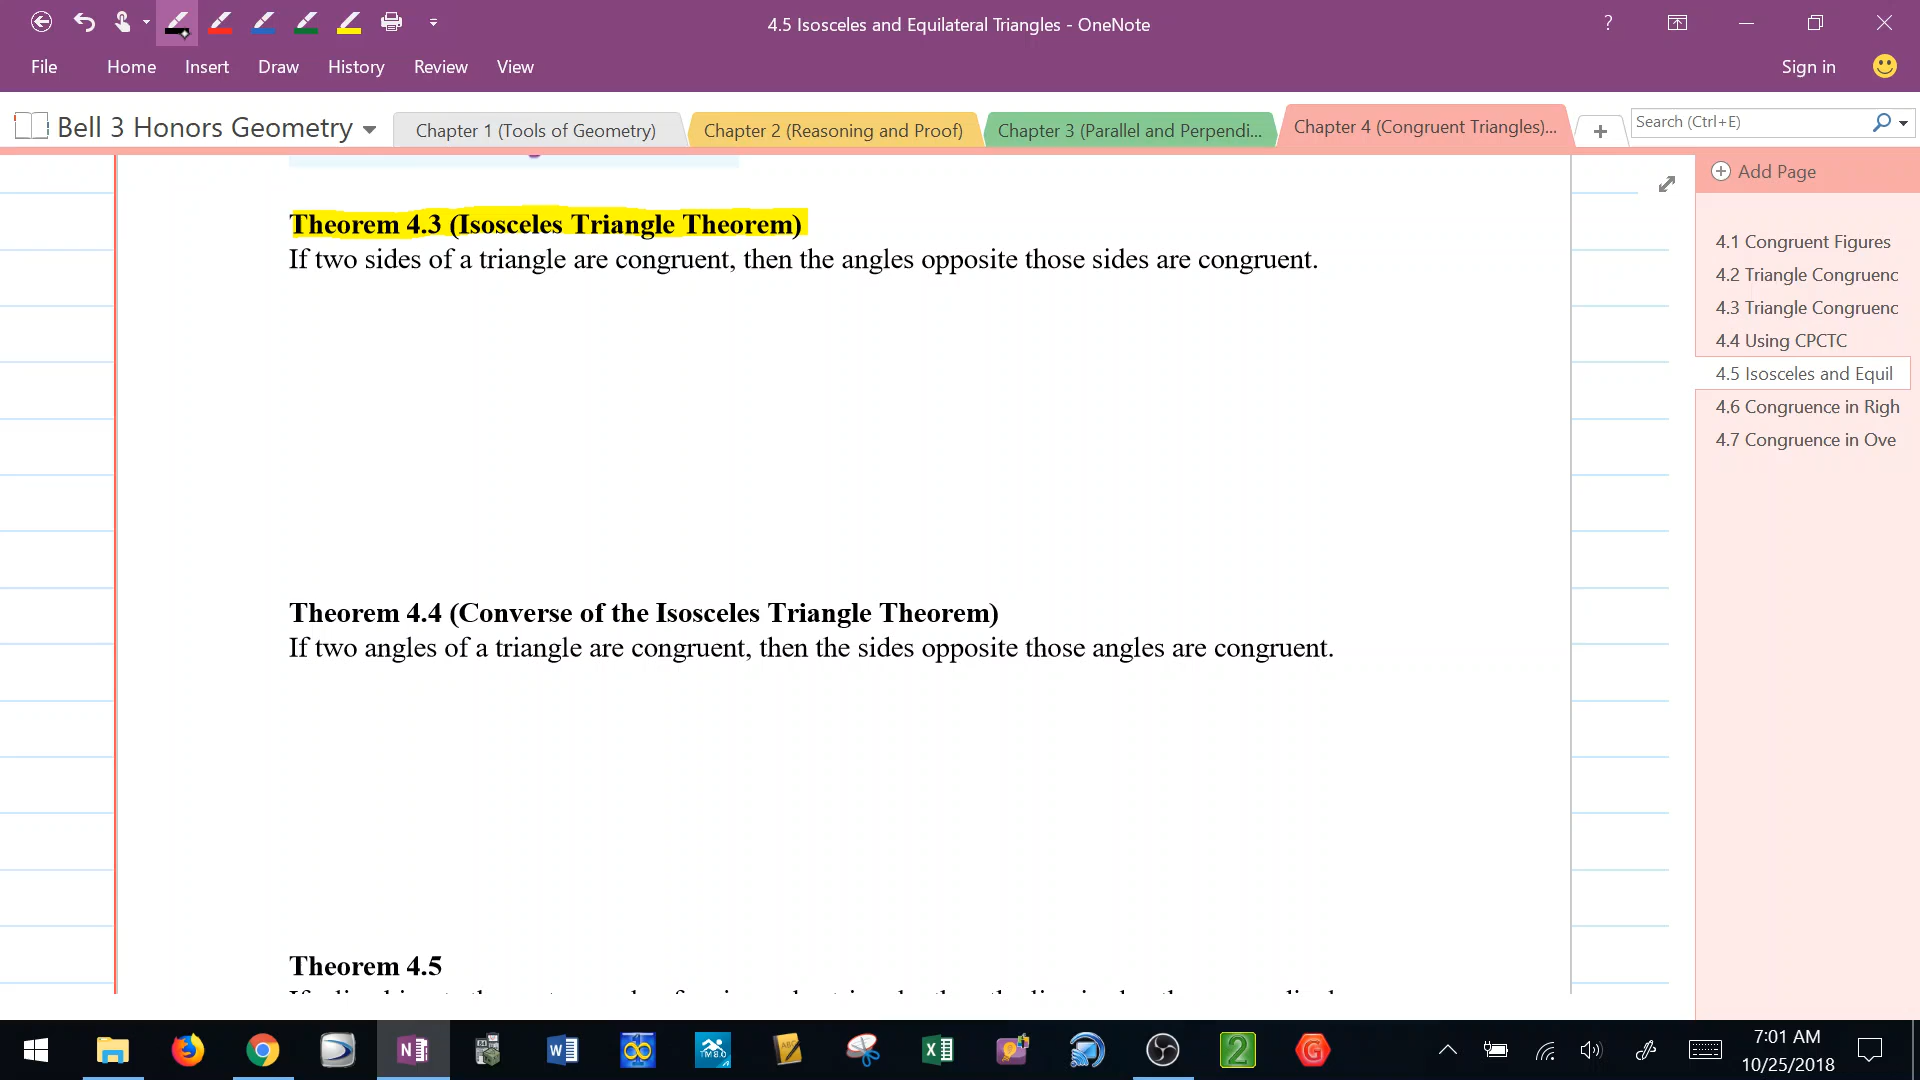 4.5 Isosceles and Equilateral Triangles - OneNote
?
File Home Insert Draw History Review View
Sign in
Bell 3 Honors Geometry
Chapter 1 (Tools of Geometry)
Chapter 2 (Reasoning and Proof)
Chapter 3 (Parallel and Perpendi...
Chapter 4 (Congruent Triangles)...
+
Search (Ctrl+E)
Add Page
4.1 Congruent Figures
4.2 Triangle Congruenc
4.3 Triangle Congruenc
4.4 Using CPCTC
4.5 Isosceles and Equil
4.6 Congruence in Righ
4.7 Congruence in Ove
Theorem 4.3 (Isosceles Triangle Theorem)
If two sides of a triangle are congruent, then the angles opposite those sides are congruent.
Theorem 4.4 (Converse of the Isosceles Triangle Theorem)
If two angles of a triangle are congruent, then the sides opposite those angles are congruent.
Theorem 4.5
7:01 AM
10/25/2018